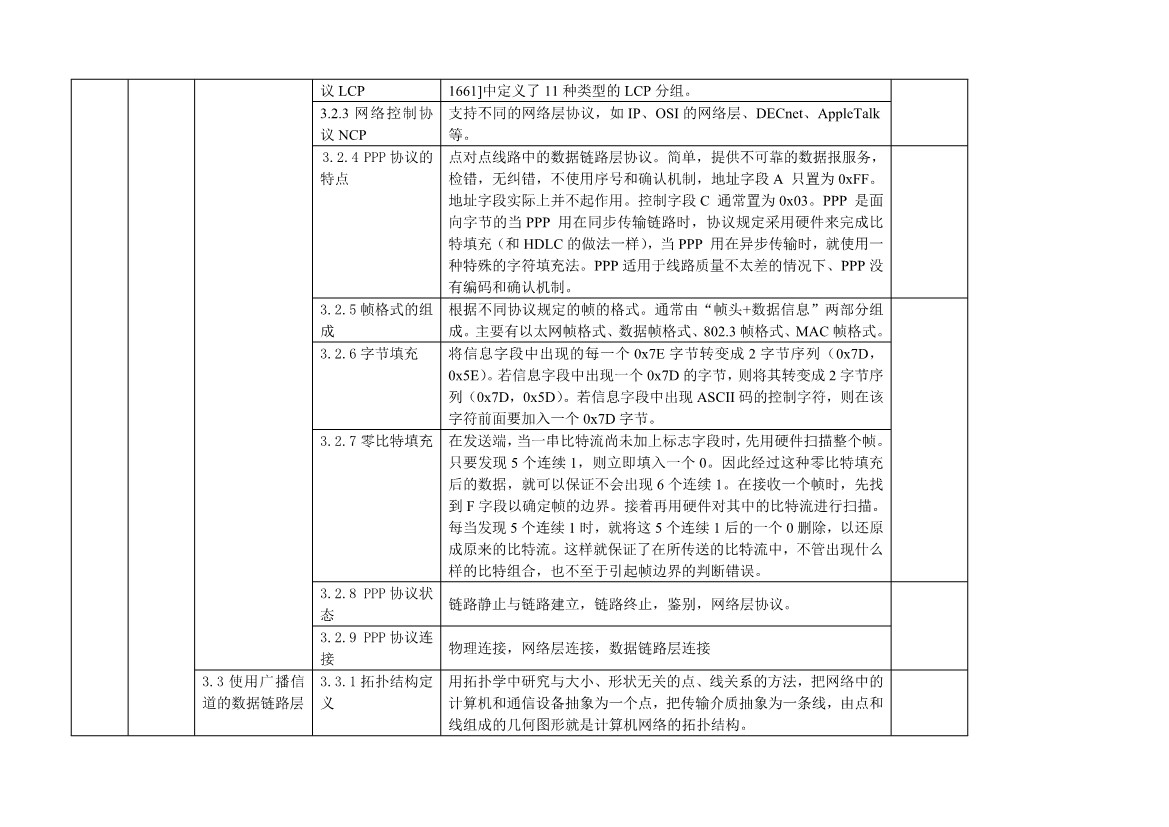 议 LCP
1661]中定义了 11 种类型的 LCP 分组。
3.2.3 网络控制协
议 NCP
支持不同的网络层协议，如 IP、OSI 的网络层、DECnet、AppleTalk
等。
3.2.4 PPP 协议的
特点
点对点线路中的数据链路层协议。简单，提供不可靠的数据报服务，
检错，无纠错，不使用序号和确认机制，地址字段 A 只置为 0xFF。
地址字段实际上并不起作用。控制字段 C 通常置为 0x03。PPP 是面
向字节的当 PPP 用在同步传输链路时，协议规定采用硬件来完成比
特填充（和 HDLC 的做法一样），当 PPP 用在异步传输时，就使用一
种特殊的字符填充法。PPP 适用于线路质量不太差的情况下、PPP 没
有编码和确认机制。
3.2.5 帧格式的组
成
根据不同协议规定的帧的格式。通常由“帧头+数据信息”两部分组
成。主要有以太网帧格式、数据帧格式、802.3 帧格式、MAC 帧格式。
3.2.6 字节填充
将信息字段中出现的每一个 0x7E 字节转变成 2 字节序列（0x7D，
0x5E）。若信息字段中出现一个 0x7D 的字节，则将其转变成 2 字节序
列（0x7D，0x5D）。若信息字段中出现 ASCII 码的控制字符，则在该
字符前面要加入一个 0x7D 字节。
3.2.7 零比特填充
在发送端，当一串比特流尚未加上标志字段时，先用硬件扫描整个帧。
只要发现 5 个连续 1，则立即填入一个 0。因此经过这种零比特填充
后的数据，就可以保证不会出现 6 个连续 1。在接收一个帧时，先找
到 F 字段以确定帧的边界。接着再用硬件对其中的比特流进行扫描。
每当发现 5 个连续 1 时，就将这 5 个连续 1 后的一个 0 删除，以还原
成原来的比特流。这样就保证了在所传送的比特流中，不管出现什么
样的比特组合，也不至于引起帧边界的判断错误。
3.2.8 PPP 协议状
态
链路静止与链路建立，链路终止，鉴别，网络层协议。
3.2.9 PPP 协议连
接
物理连接，网络层连接，数据链路层连接
3.3 使用广播信
道的数据链路层
3.3.1 拓扑结构定
义
用拓扑学中研究与大小、形状无关的点、线关系的方法，把网络中的
计算机和通信设备抽象为一个点，把传输介质抽象为一条线，由点和
线组成的几何图形就是计算机网络的拓扑结构。